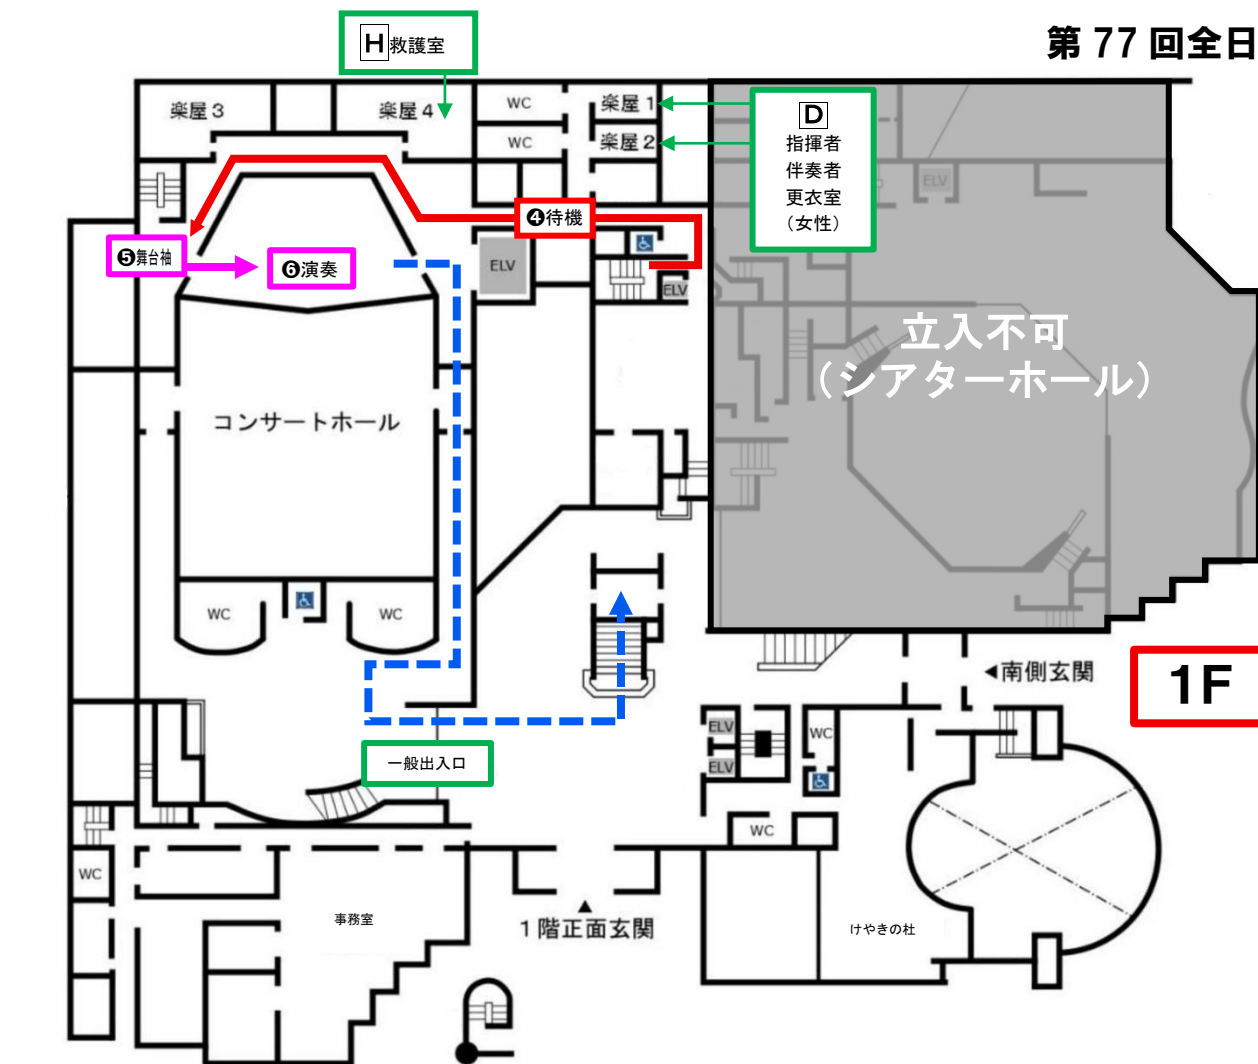 第 77 回全日
H 救護室
楽屋3
楽屋4
WC
楽屋1
WC
楽屋2
D
指揮者
伴奏者
更衣室
(女性)
ELV
❹待機
❺舞台袖
❻演奏
ELV
ELV
立入不可
(シアターホール)
コンサートホール
WC
WC
◀南側玄関
1F
ELV
WC
ELV
一般出入口
WC
WC
事務室
▲
1階正面玄関
けやきの杜